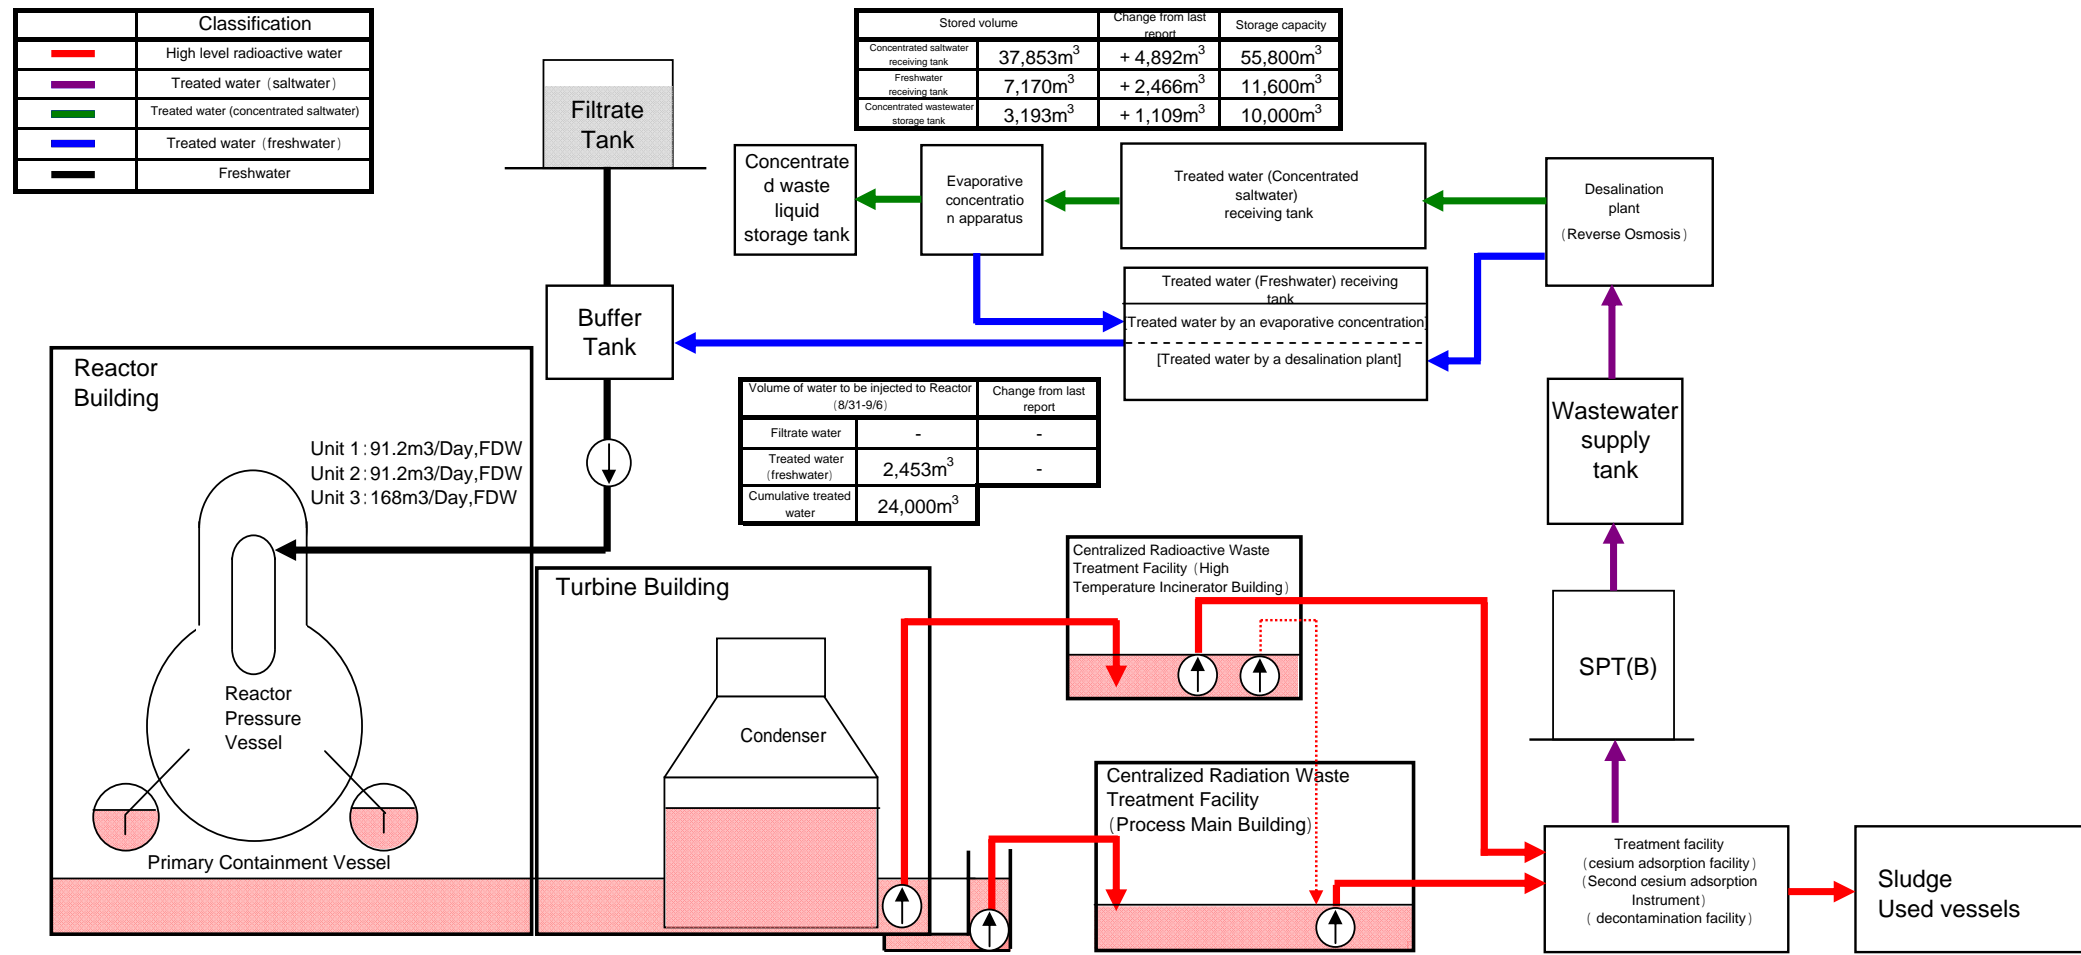 Classification
High level radioactive water
Treated water (saltwater)
Treated water (concentrated saltwater)
Treated water (freshwater)
Freshwater
Filtrate
Tank
Stored volume
Change from last
report
Storage capacity
Concentrated saltwater
receiving tank
37,853m3
+ 4,892m3
55,800m3
Freshwater
receiving tank
7,170m3
+ 2,466m3
11,600m3
Concentrated wastewater
storage tank
3,193m3
+ 1,109m3
10,000m3
Concentrate
d waste
liquid
storage tank
Evaporative
concentratio
n apparatus
Treated water (Concentrated
saltwater)
receiving tank
Desalination
plant
(Reverse Osmosis)
Treated water (Freshwater) receiving
tank
[Treated water by an evaporative concentration]
[Treated water by a desalination plant]
Buffer
Tank
Reactor
Building
Unit 1:91.2m3/Day,FDW
Unit 2:91.2m3/Day,FDW
Unit 3:168m3/Day,FDW
Volume of water to be injected to Reactor
(8/31-9/6)
Change from last
report
Filtrate water
-
-
Treated water
(freshwater)
2,453m3
-
Cumulative treated
water
24,000m3
Wastewater
supply
tank
Centralized Radioactive Waste
Treatment Facility (High
Temperature Incinerator Building)
Turbine Building
SPT(B)
Reactor
Pressure
Vessel
Condenser
Centralized Radiation Waste
Treatment Facility
(Process Main Building)
Primary Containment Vessel
Treatment facility
(cesium adsorption facility)
(Second cesium adsorption
Instrument)
( decontamination facility)
Sludge
Used vessels